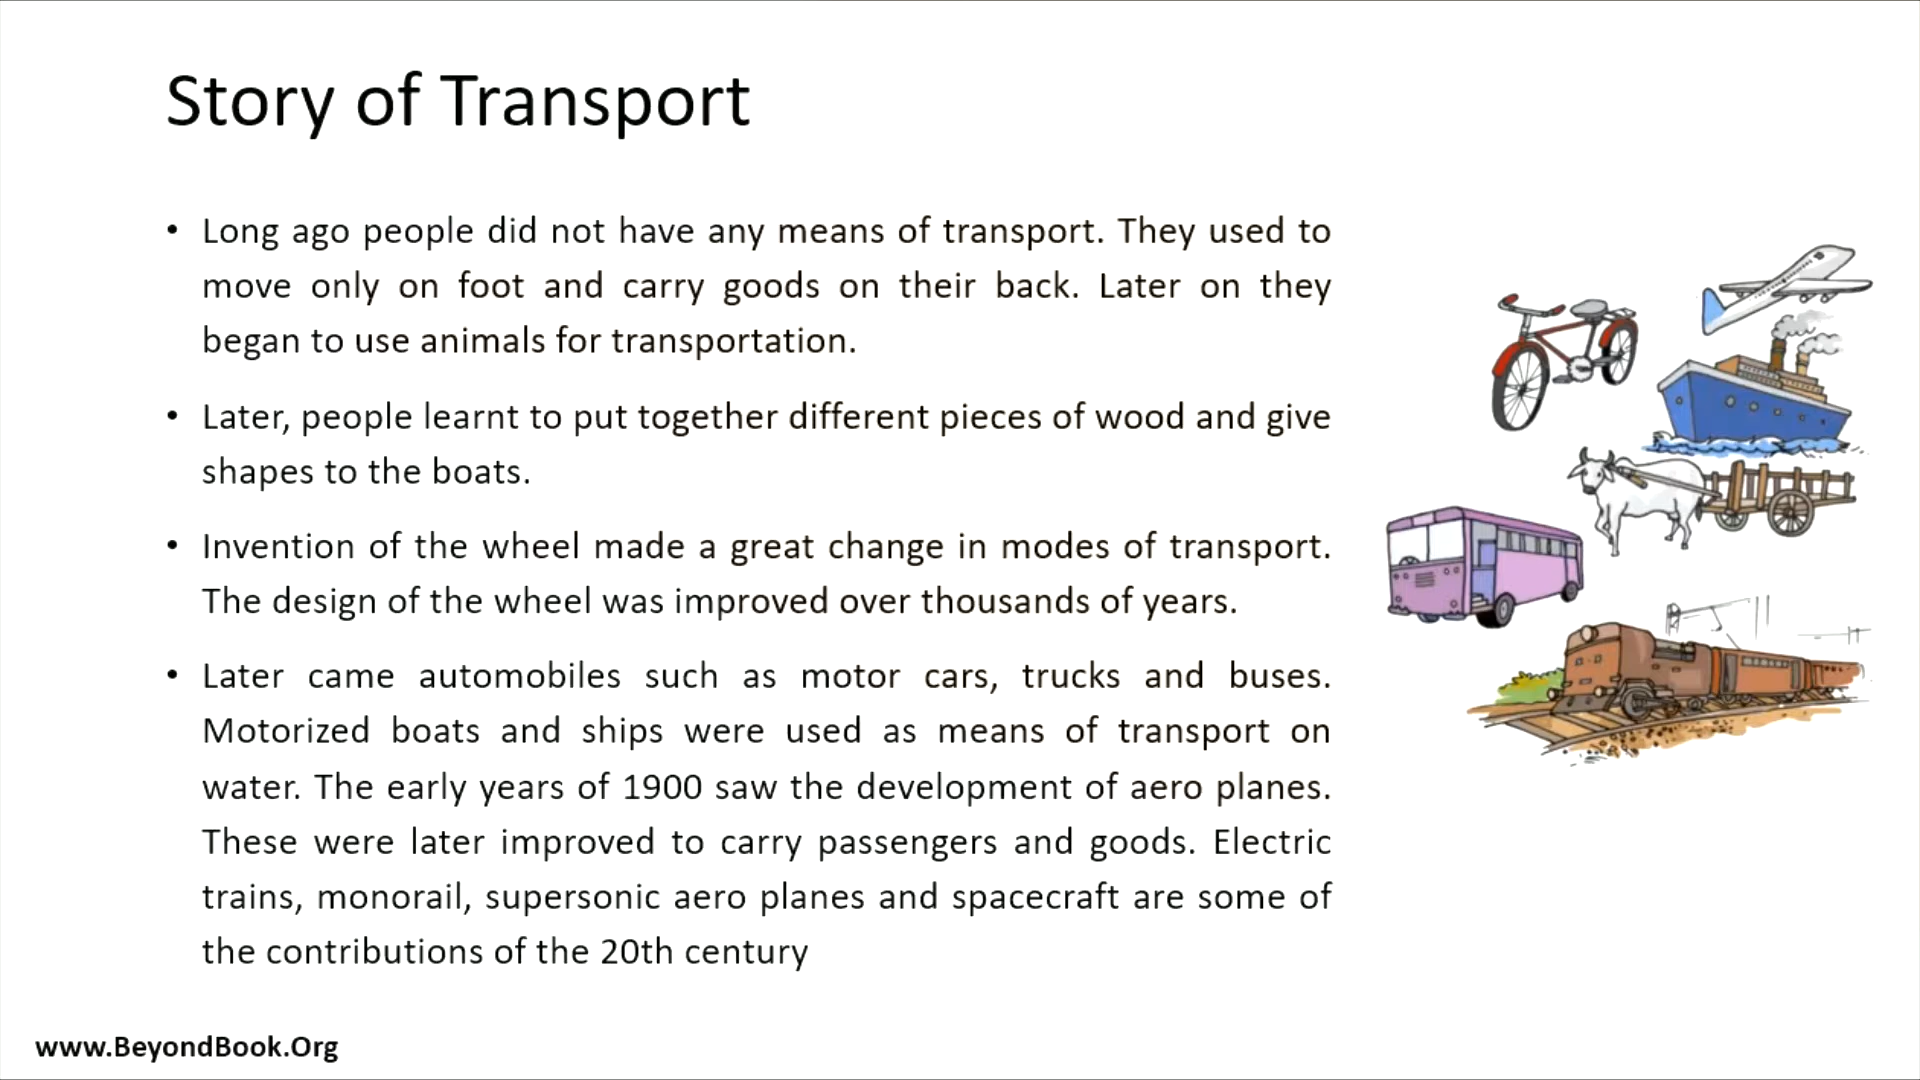 Story of Transport
• Long ago people did not have any means of transport. They used to
move only on foot and carry goods on their back. Later on they
began to use animals for transportation.
• Later, people learnt to put together different pieces of wood and give
shapes to the boats.
• Invention of the wheel made a great change in modes of transport.
The design of the wheel was improved over thousands of years.
• Later came automobiles such as motor cars, trucks and buses.
Motorized boats and ships were used as means of transport on
water. The early years of 1900 saw the development of aero planes.
These were later improved to carry passengers and goods. Electric
trains, monorail, supersonic aero planes and spacecraft are some of
the contributions of the 20th century
www.BeyondBook.Org